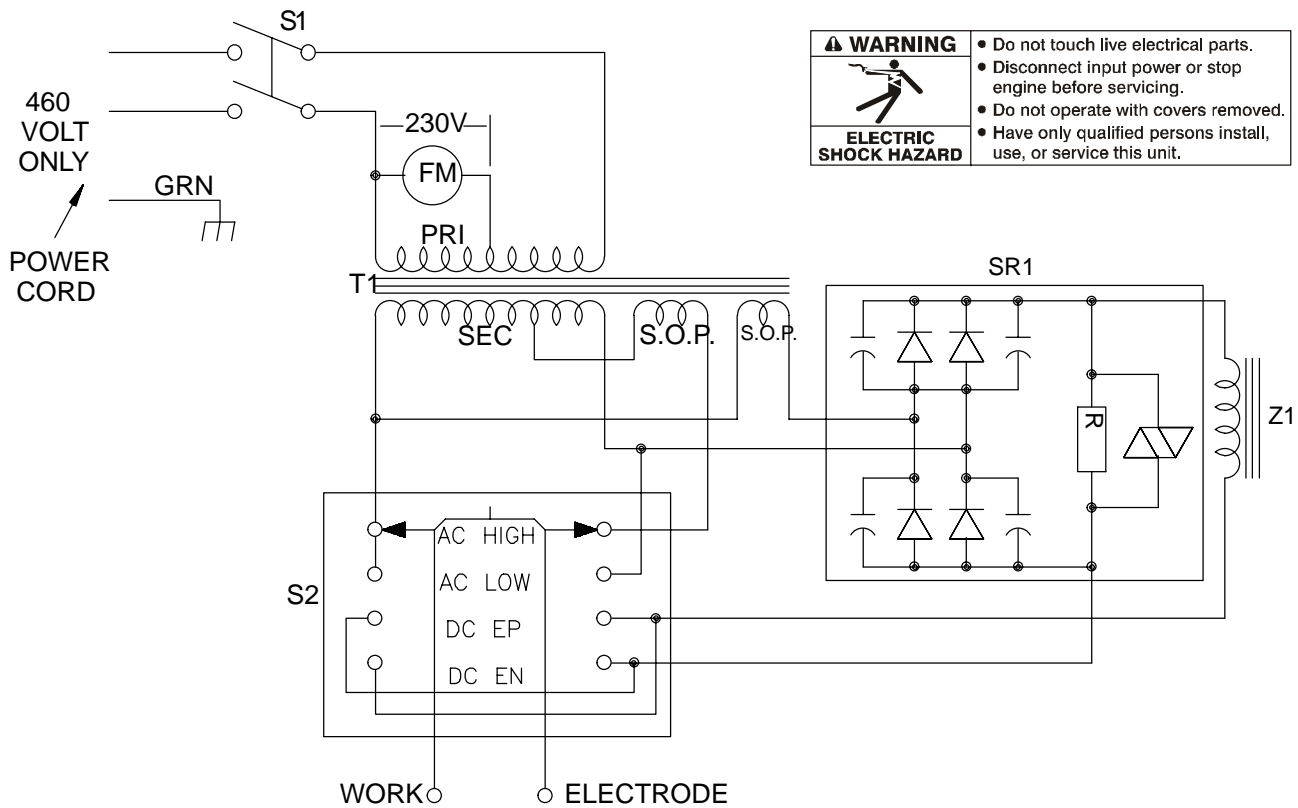 S1
460
VOLT
ONLY
GRN
POWER
CORD
230V
FM
PRI
T1
SEC
S.O.P.
S.O.P.
WARNING
ELECTRIC
SHOCK HAZARD
• Do not touch live electrical parts.
• Disconnect input power or stop
engine before servicing.
• Do not operate with covers removed.
• Have only qualified persons install,
use, or service this unit.
SR1
R
Z1
S2
AC HIGH
AC LOW
DC EP
DC EN
WORK
ELECTRODE